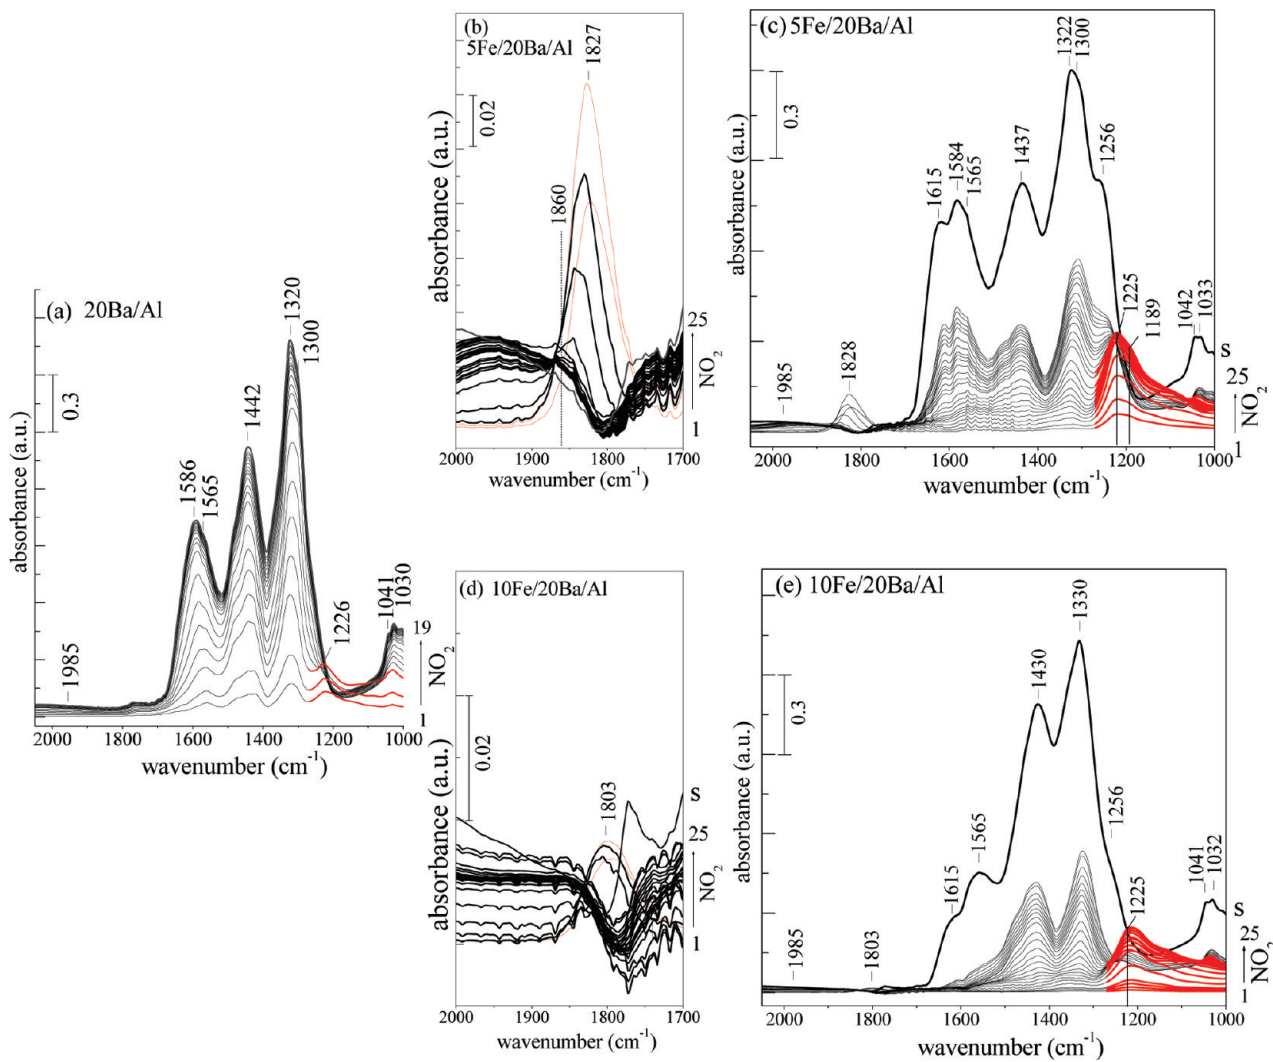 (a) 20Ba/Al
absorbance (a.u.)
0.3
1985
1586
1565
1442
1320
1300
1226
1041
1030
19
NO2
1
2000 1800 1600 1400 1200 1000
wavenumber (cm-1)
(b)
5Fe/20Ba/Al
absorbance (a.u.)
0.02
1860
1827
25
NO2
1
2000 1900 1800 1700
wavenumber (cm-1)
(c) 5Fe/20Ba/Al
absorbance (a.u.)
0.3
1985
1828
1615
1584
1565
1437
1322
1300
1256
1225
1189
1042
1033
s
25
NO2
1
2000 1800 1600 1400 1200 1000
wavenumber (cm-1)
(d) 10Fe/20Ba/Al
absorbance (a.u.)
0.02
1803
s
25
NO2
1
2000 1900 1800 1700
wavenumber (cm-1)
(e) 10Fe/20Ba/Al
absorbance (a.u.)
0.3
1985
1803
1615
1565
1430
1330
1256
1225
1041
1032
s
25
NO2
1
2000 1800 1600 1400 1200 1000
wavenumber (cm-1)